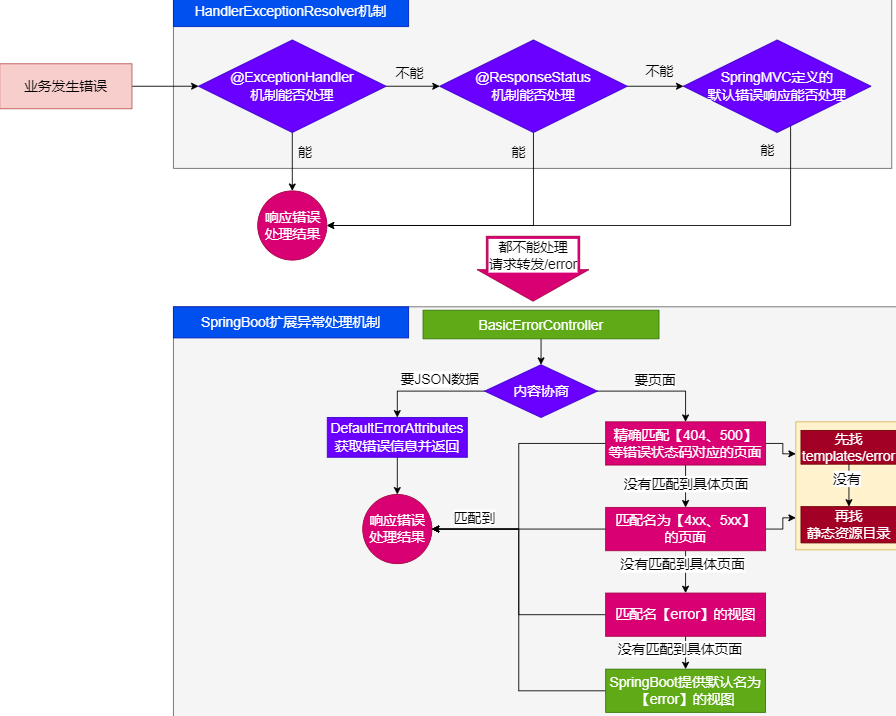 HandlerExceptionResolver机制
业务发生错误
@ExceptionHandler
机制能否处理
不能
@ResponseStatus
机制能否处理
不能
SpringMVC定义的
默认错误响应能否处理
能
能
能
响应错误
处理结果
都不能处理
请求转发/error
SpringBoot扩展异常处理机制
BasicErrorController
内容协商
要JSON数据
要页面
DefaultErrorAttributes
获取错误信息并返回
精确匹配【404、500】
等错误状态码对应的页面
先找
templates/error
没有
再找
静态资源目录
没有匹配到具体页面
响应错误
处理结果
匹配到
匹配名为【4xx、5xx】
的页面
没有匹配到具体页面
匹配名【error】的视图
没有匹配到具体页面
SpringBoot提供默认名为
【error】的视图